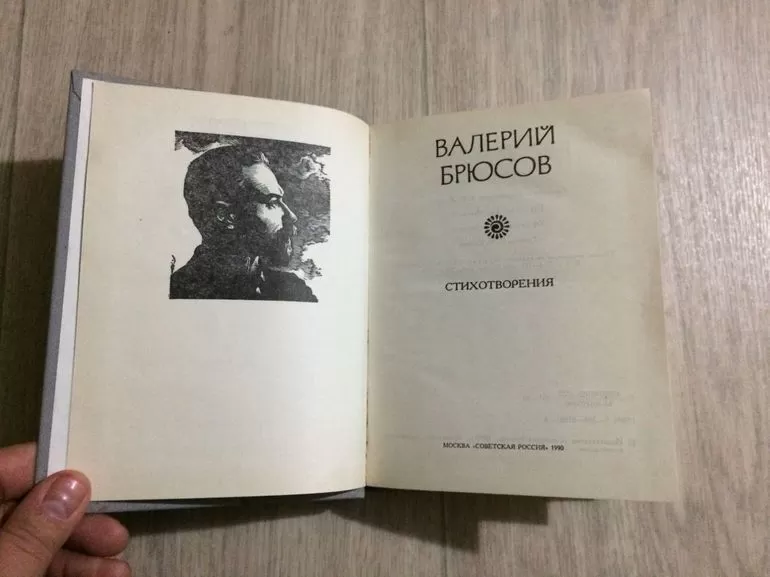 ВАЛЕРИЙ
БРЮСОВ
СТИХОТВОРЕНИЯ
МОСКВА «СОВЕТСКАЯ РОССИЯ» 1990